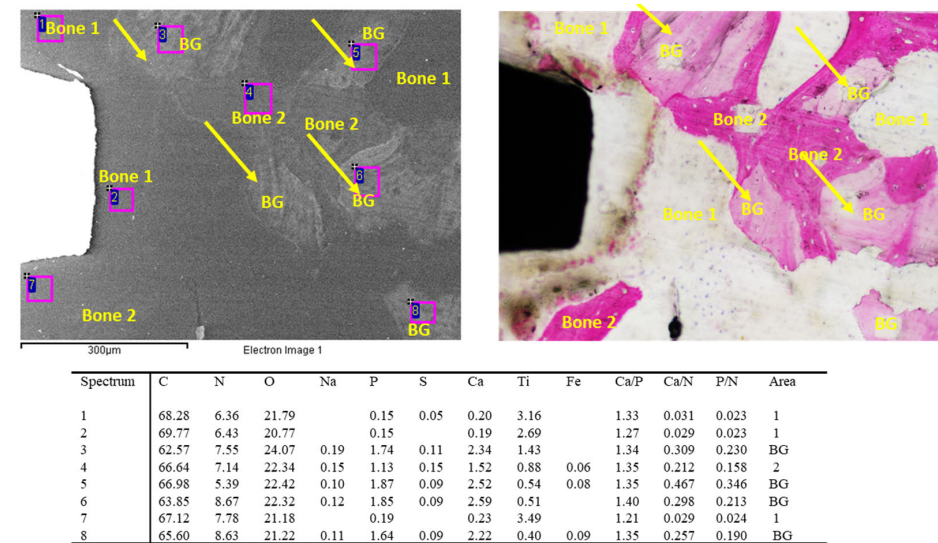 1 Bone 1
3
BG
5
BG
Bone 1
4
Bone 2
Bone 2
Bone 1
2
6
BG
BG
7
Bone 2
8
BG
300µm Electron Image 1
BG
BG
Bone 2
Bone 1
Bone 2
BG
Bone 1
BG
Bone 2
BG
Spectrum C N O Na P S Ca Ti Fe Ca/P Ca/N P/N Area
1 68.28 6.36 21.79 0.15 0.05 0.20 3.16 1.33 0.031 0.023 1
2 69.77 6.43 20.77 0.15 0.19 2.69 1.27 0.029 0.023 1
3 62.57 7.55 24.07 0.19 1.74 0.11 2.34 1.43 1.34 0.309 0.230 BG
4 66.64 7.14 22.34 0.15 1.13 0.15 1.52 0.88 0.06 1.35 0.212 0.158 2
5 66.98 5.39 22.42 0.10 1.87 0.09 2.52 0.54 0.08 1.35 0.467 0.346 BG
6 63.85 8.67 22.32 0.12 1.85 0.09 2.59 0.51 1.40 0.298 0.213 BG
7 67.12 7.78 21.18 0.19 0.23 3.49 1.21 0.029 0.024 1
8 65.60 8.63 21.22 0.11 1.64 0.09 2.22 0.40 0.09 1.35 0.257 0.190 BG